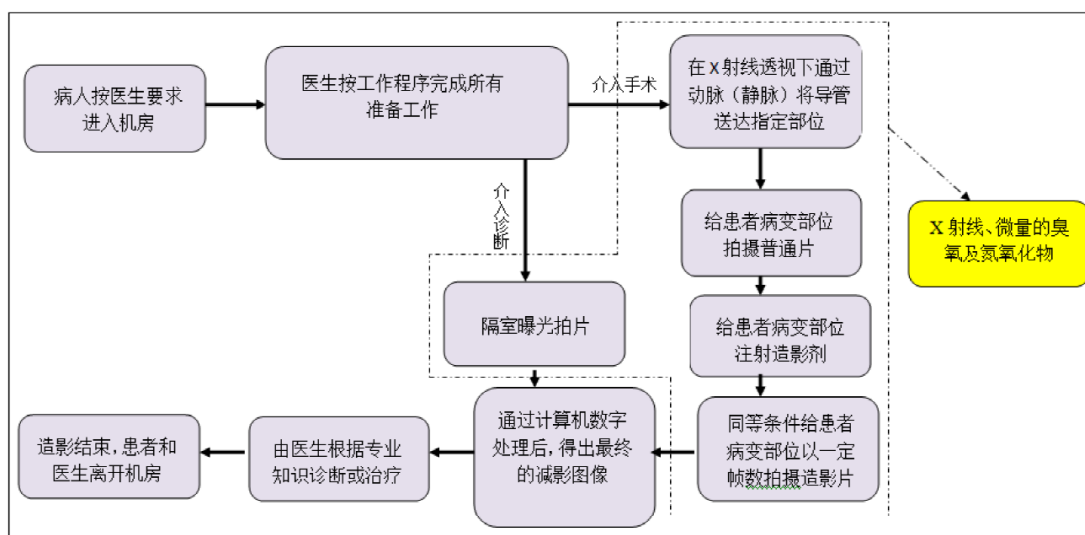 病人按医生要求
进入机房
医生按工作程序完成所有
准备工作
介入手术
在X射线透视下通过
动脉（静脉）将导管
送达指定部位
介入诊断
给患者病变部位
拍摄普通片
X 射线、微量的臭
氧及氮氧化物
隔室曝光拍片
给患者病变部位
注射造影剂
造影结束，患者和
医生离开机房
由医生根据专业
知识诊断或治疗
通过计算机数字
处理后，得出最终
的减影图像
同等条件给患者
病变部位以一定
帧数拍摄造影片